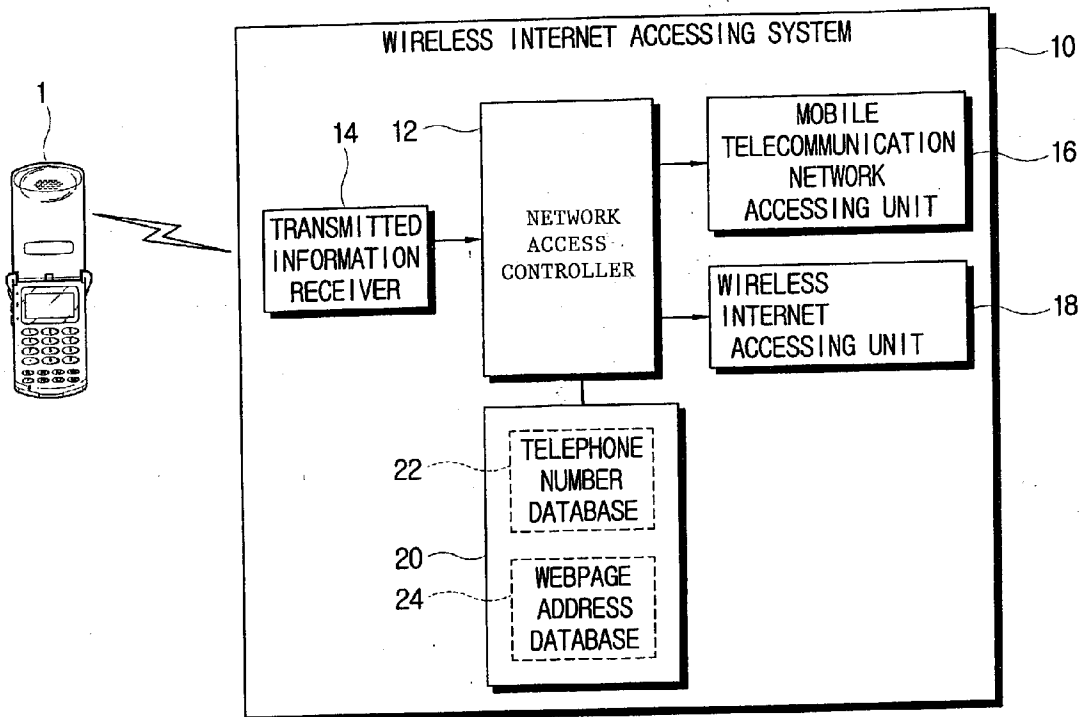 WIRELESS INTERNET ACCESSING SYSTEM
10
1
14
12
MOBILE
TELECOMMUNICATION
NETWORK
ACCESSING UNIT
16
TRANSMITTED
INFORMATION
RECEIVER
NETWORK
ACCESS
CONTROLLER
WIRELESS
INTERNET
ACCESSING UNIT
18
22
TELEPHONE
NUMBER
DATABASE
20
24
WEBPAGE
ADDRESS
DATABASE